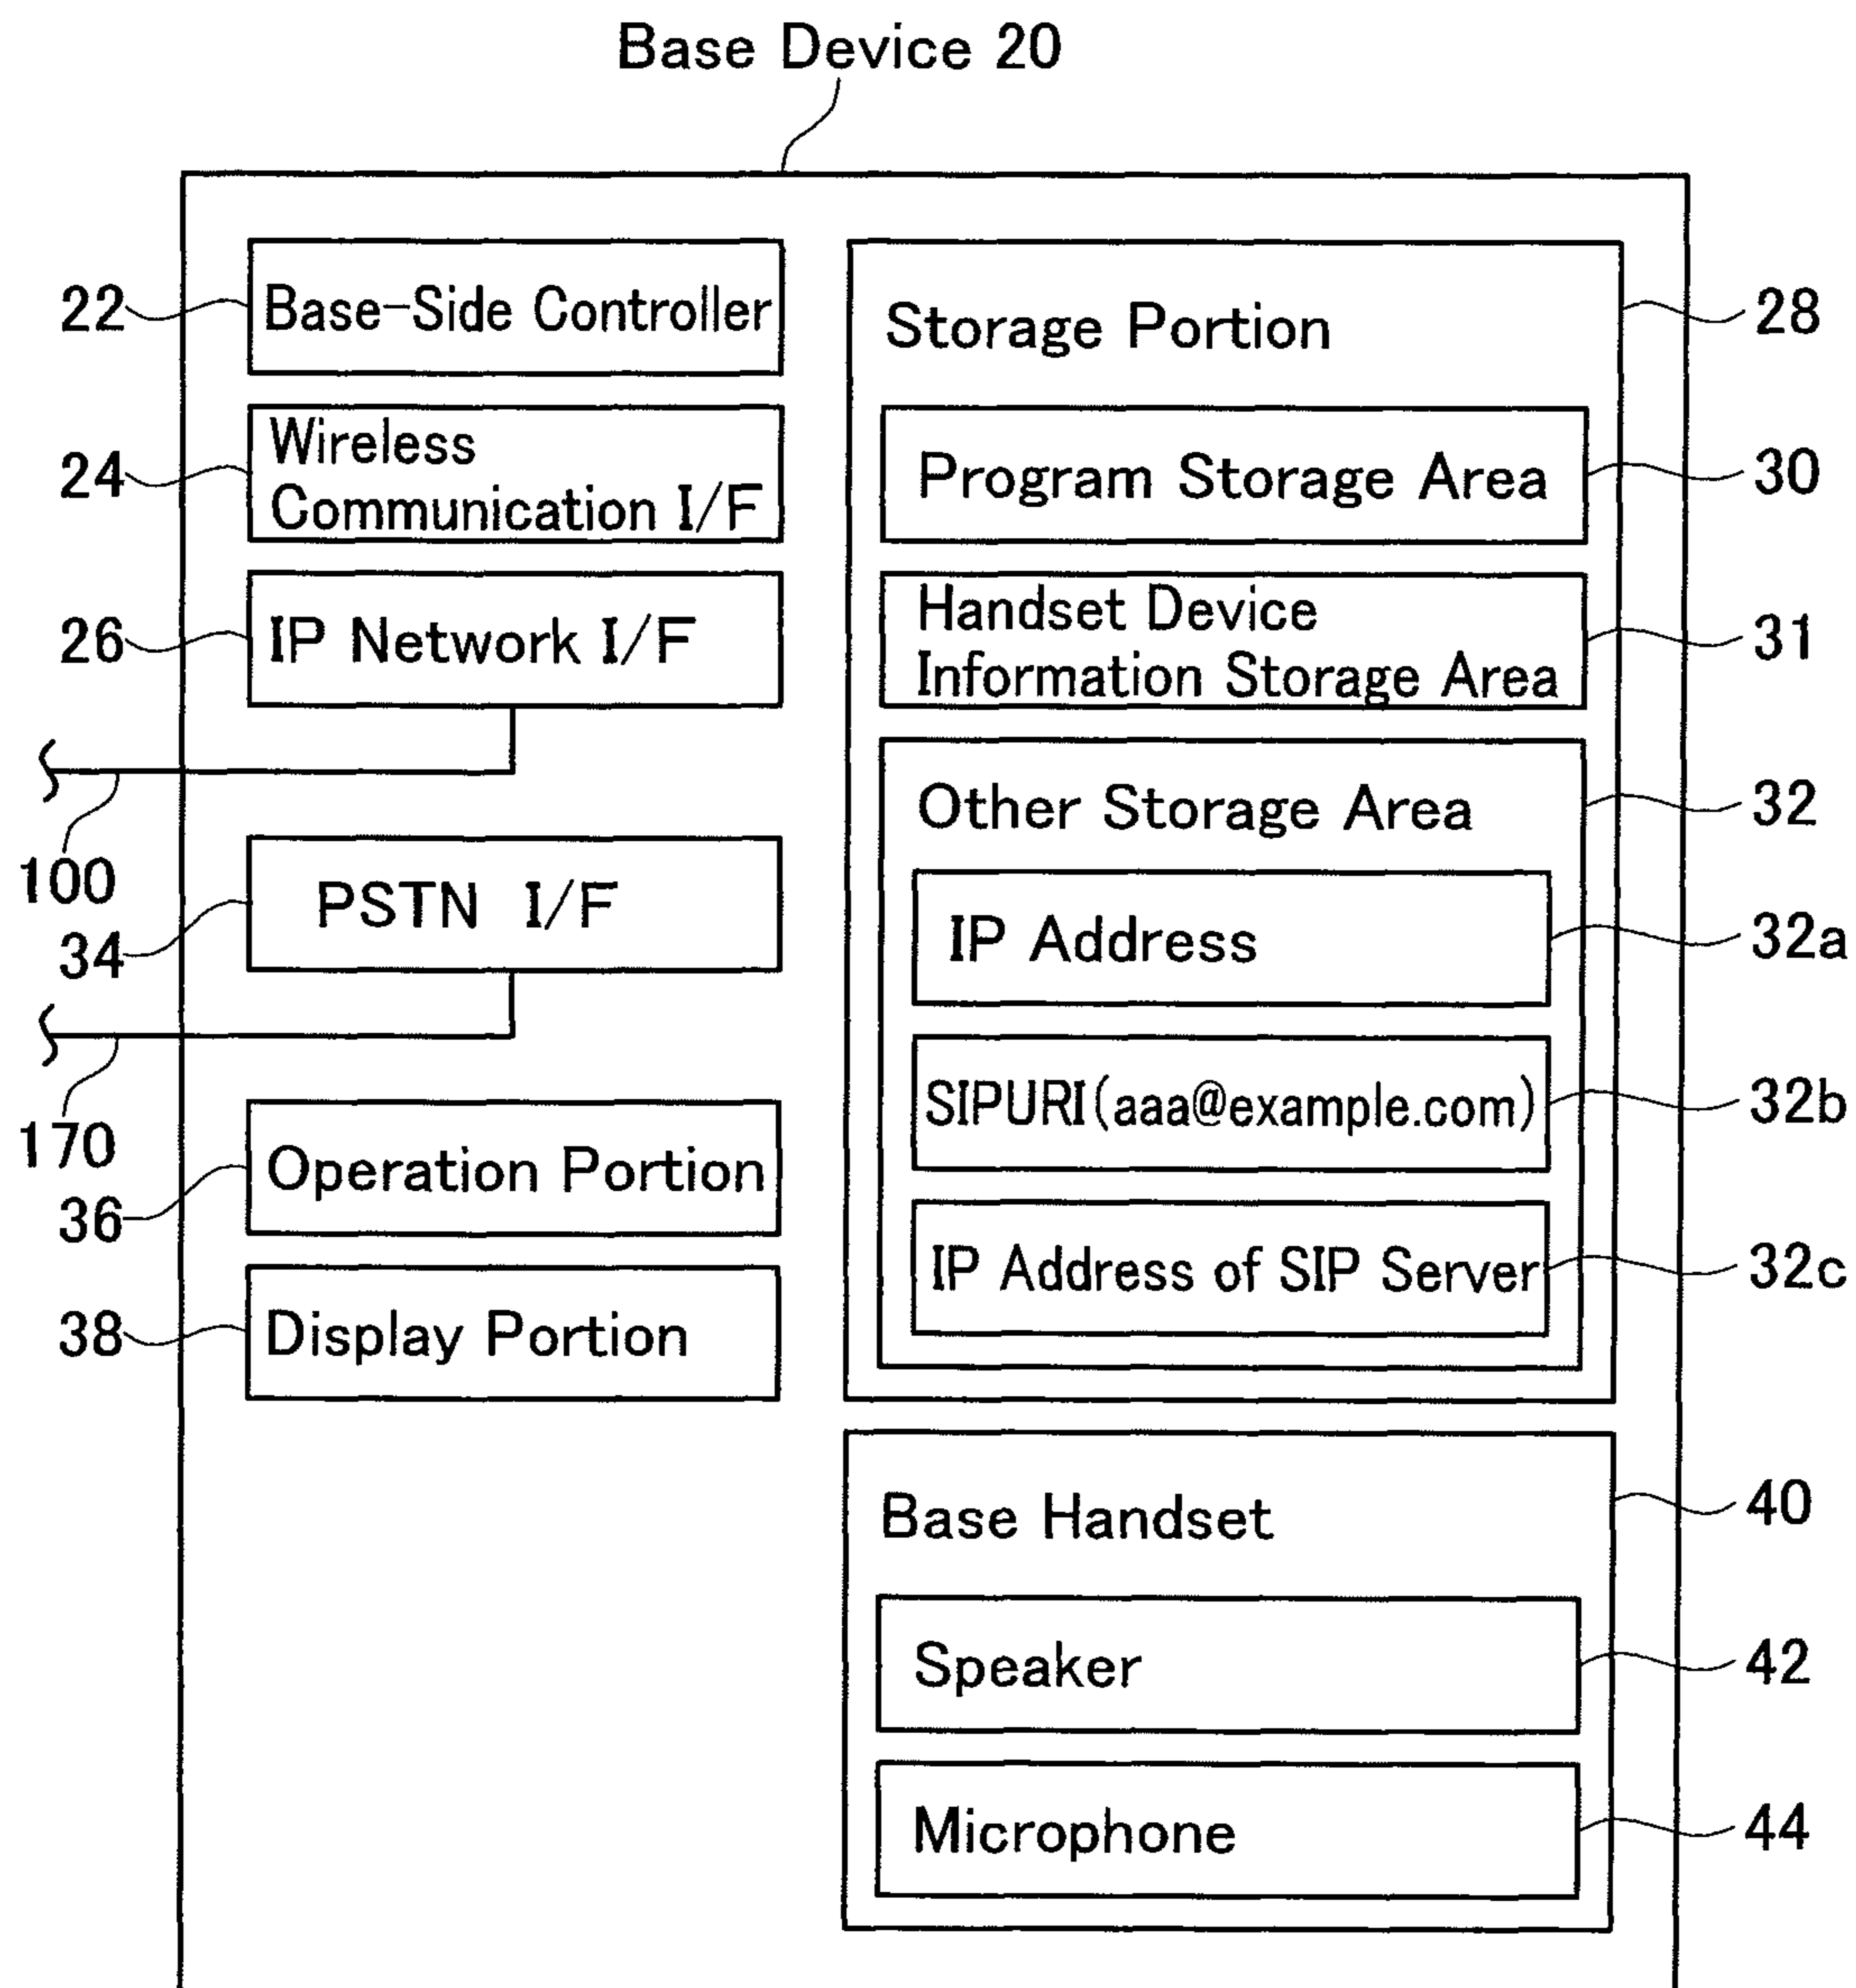 Base Device 20
22
Base-Side Controller
24
Wireless
Communication I/F
26
IP Network I/F
100
34
PSTN I/F
170
36
Operation Portion
38
Display Portion
Storage Portion
28
Program Storage Area
30
Handset Device
Information Storage Area
31
Other Storage Area
32
IP Address
32a
SIPURI(aaa@example.com)
32b
IP Address of SIP Server
32c
Base Handset
40
Speaker
42
Microphone
44